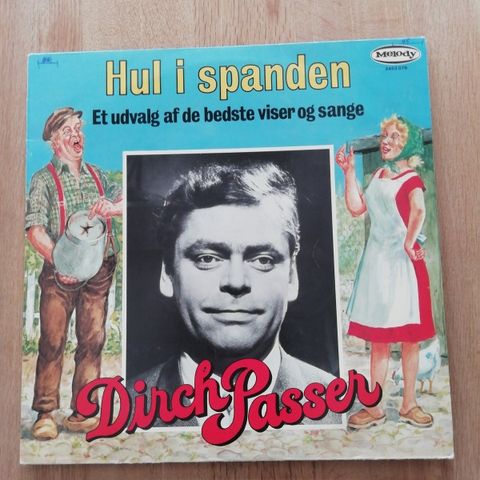 Melody
Hul i spanden
Et udvalg af de bedste viser og sange
Dirch Passer